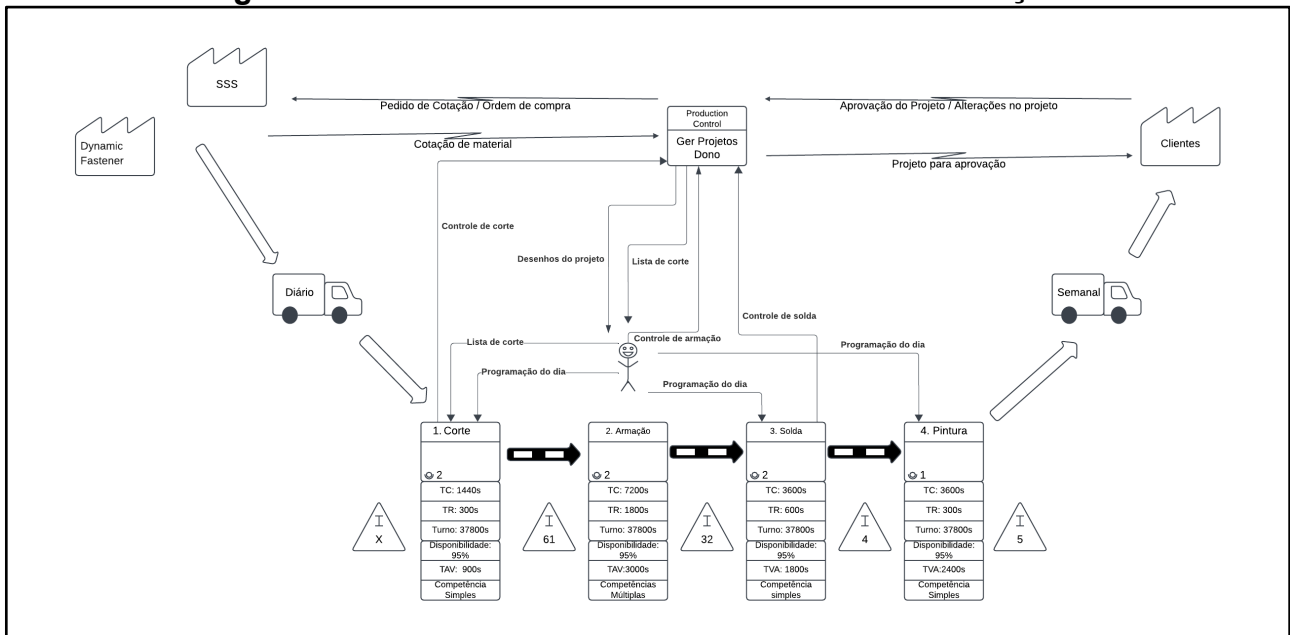 SSS
Pedido de Cotação / Ordem de compra
Aprovação do Projeto / Alterações no projeto
Production
Control
Ger Projetos
Dono
Dynamic
Fastener
Cotação de material
Clientes
Projeto para aprovação
Controle de corte
Desenhos do projeto
Lista de corte
Diário
Semanal
Controle de solda
Controle de armação
Lista de corte
Programação do dia
Programação do dia
Programação do dia
1. Corte
2
TC: 1440s
TR: 300s
Turno: 37800s
Disponibilidade:
95%
TAV: 900s
Competência
Simples
2. Armação
2
TC: 7200s
TR: 1800s
Turno: 37800s
Disponibilidade:
95%
TAV:3000s
Competências
Múltiplas
3. Solda
2
TC: 3600s
TR: 600s
Turno: 37800s
Disponibilidade:
95%
TVA: 1800s
Competência
simples
4. Pintura
1
TC: 3600s
TR: 300s
Turno: 37800s
Disponibilidade:
95%
TVA:2400s
Competência
Simples
I
X
I
61
I
32
I
4
I
5